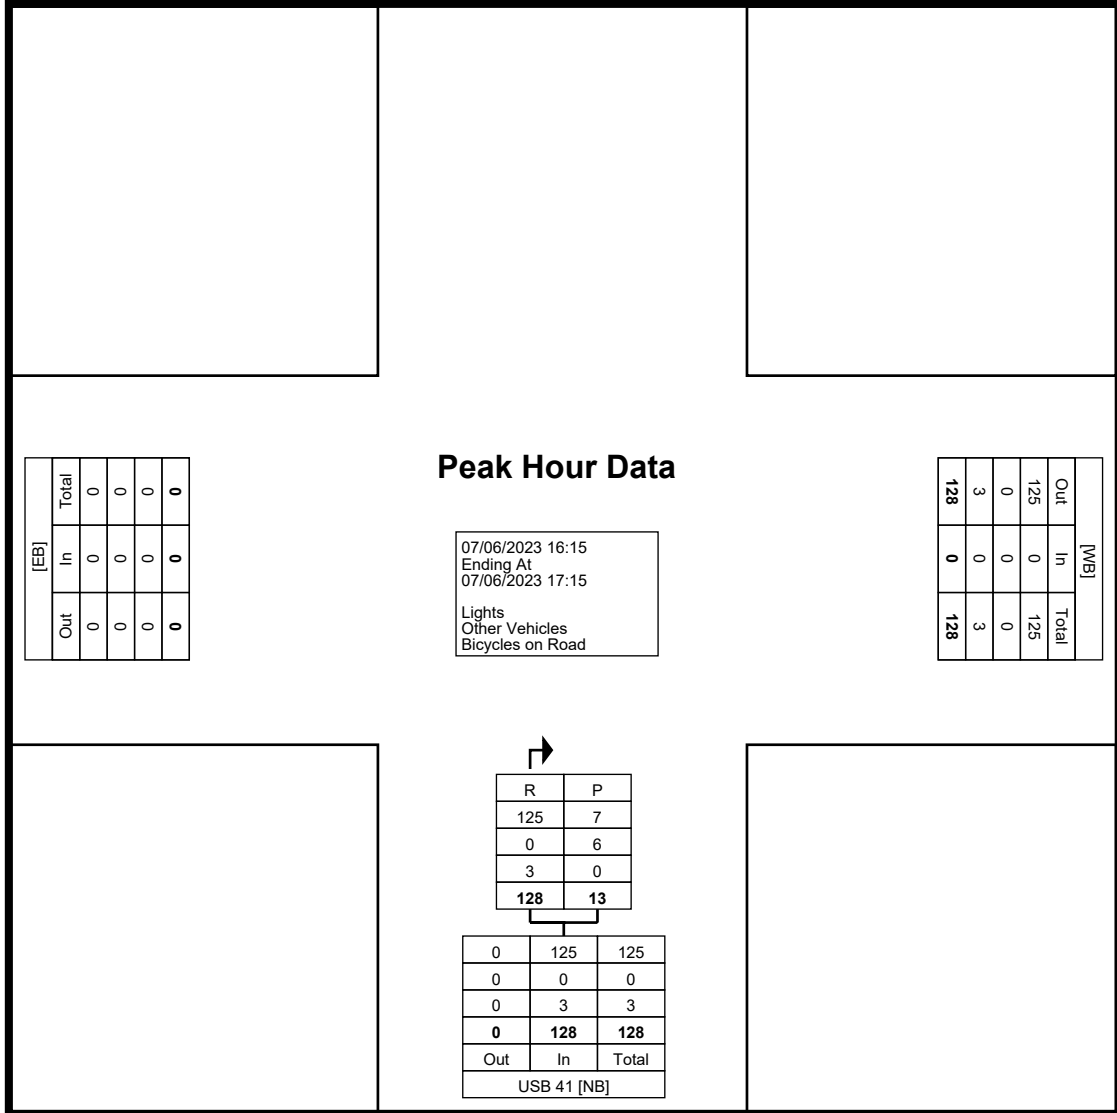 Peak Hour Data
07/06/2023 16:15
Ending At
07/06/2023 17:15
Lights
Other Vehicles
Bicycles on Road
[EB]
Total 0 0 0 0
In 0 0 0 0
Out 0 0 0 0
[WB]
Out In Total
125 0 125
0 0 0
3 0 3
128 0 128
R P
125 7
0 6
3 0
128 13
0 125 125
0 0 0
0 3 3
0 128 128
Out In Total
USB 41 [NB]